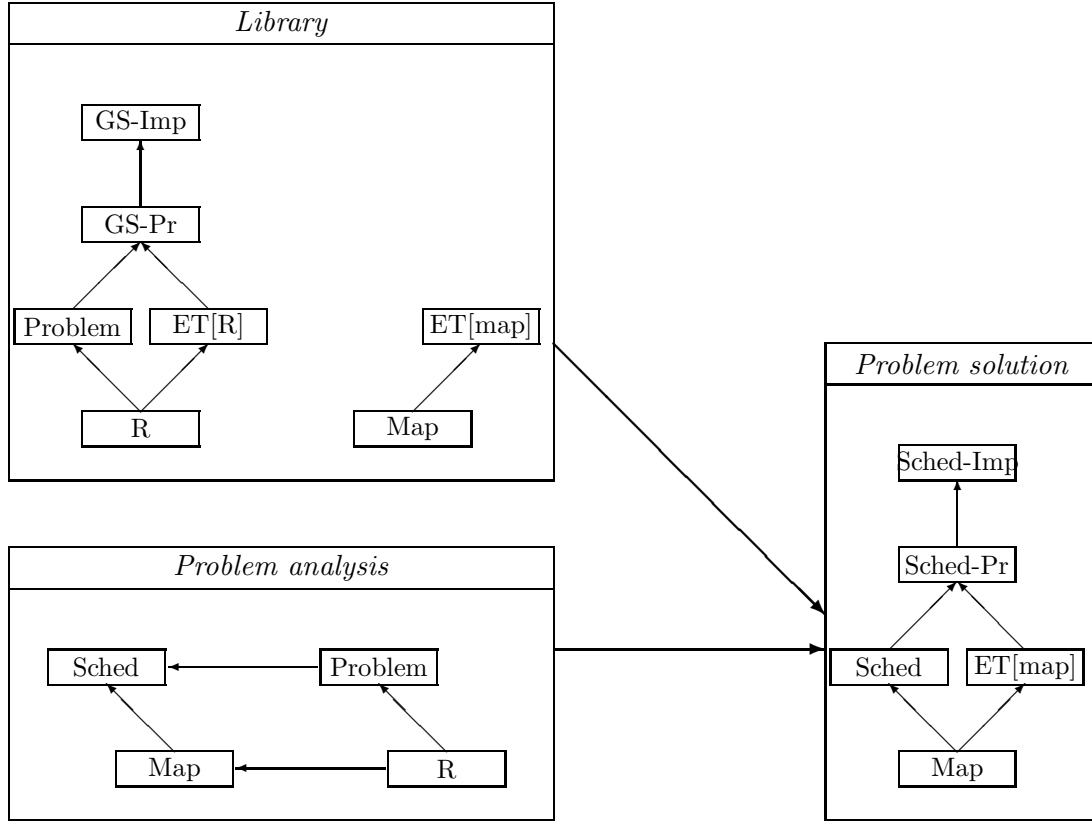 Library
GS-Imp
GS-Pr
Problem
ET[R]
ET[map]
R
Map
Problem analysis
Sched
Problem
Map
R
Problem solution
Sched-Imp
Sched-Pr
Sched
ET[map]
Map